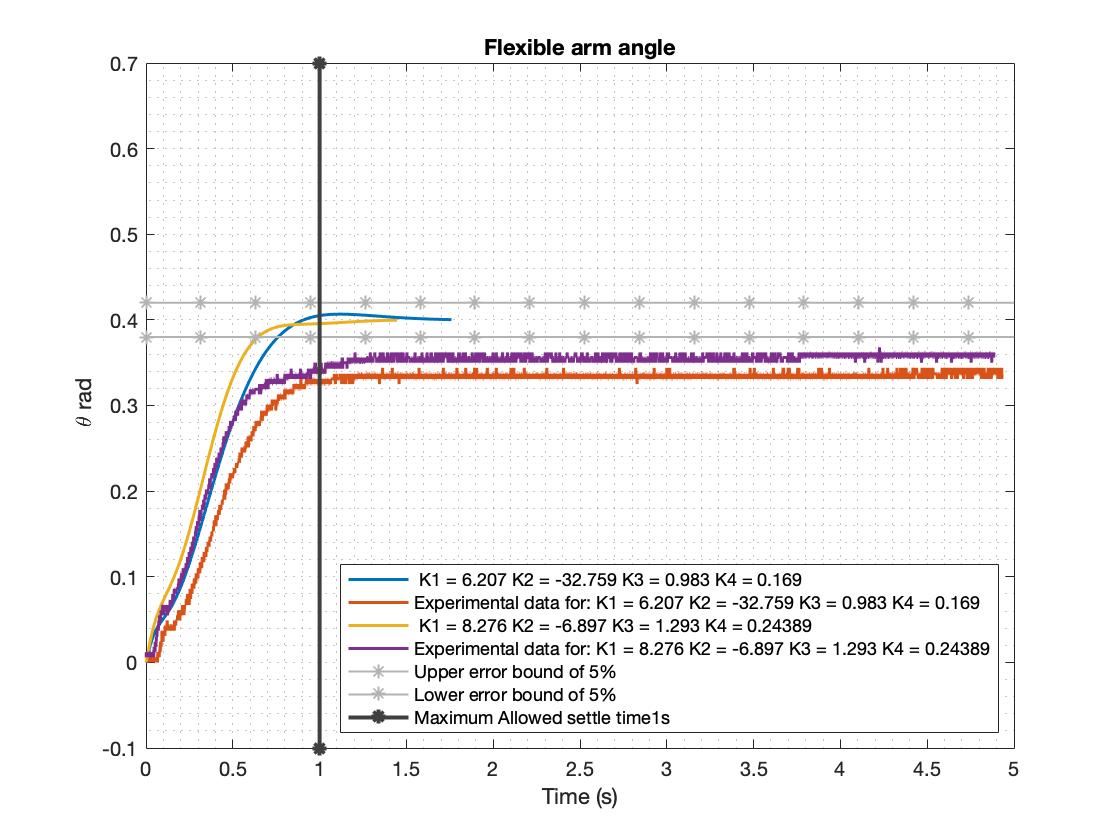 Flexible arm angle
0.7
0.6
0.5
0.4
0.3
0.2
0.1
0
-0.1
θ rad
K1 = 6.207 K2 = -32.759 K3 = 0.983 K4 = 0.169
Experimental data for: K1 = 6.207 K2 = -32.759 K3 = 0.983 K4 = 0.169
K1 = 8.276 K2 = -6.897 K3 = 1.293 K4 = 0.24389
Experimental data for: K1 = 8.276 K2 = -6.897 K3 = 1.293 K4 = 0.24389
Upper error bound of 5%
Lower error bound of 5%
Maximum Allowed settle time1s
0 0.5 1 1.5 2 2.5 3 3.5 4 4.5 5
Time (s)